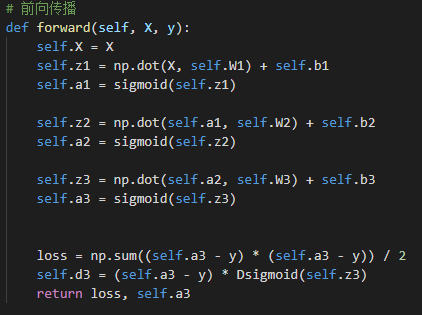 # 前向传播
def forward(self, X, y):
    self.X = X
    self.z1 = np.dot(X, self.W1) + self.b1
    self.a1 = sigmoid(self.z1)

    self.z2 = np.dot(self.a1, self.W2) + self.b2
    self.a2 = sigmoid(self.z2)

    self.z3 = np.dot(self.a2, self.W3) + self.b3
    self.a3 = sigmoid(self.z3)


    loss = np.sum((self.a3 - y) * (self.a3 - y)) / 2
    self.d3 = (self.a3 - y) * Dsigmoid(self.z3)
    return loss, self.a3